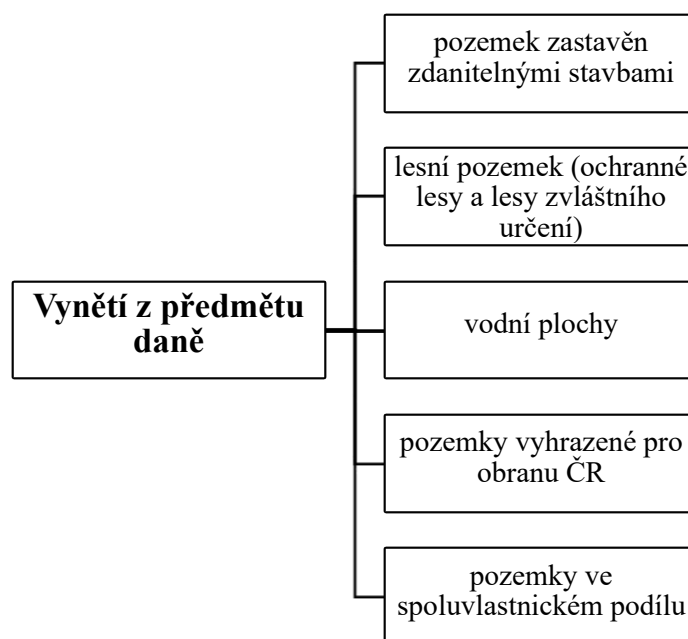 pozemek zastavěn
zdanitelnými stavbami
lesní pozemek (ochranné
lesy a lesy zvláštního
určení)
Vynětí z předmětu
daně
vodní plochy
pozemky vyhrazené pro
obranu ČR
pozemky ve
spoluvlastnickém podílu